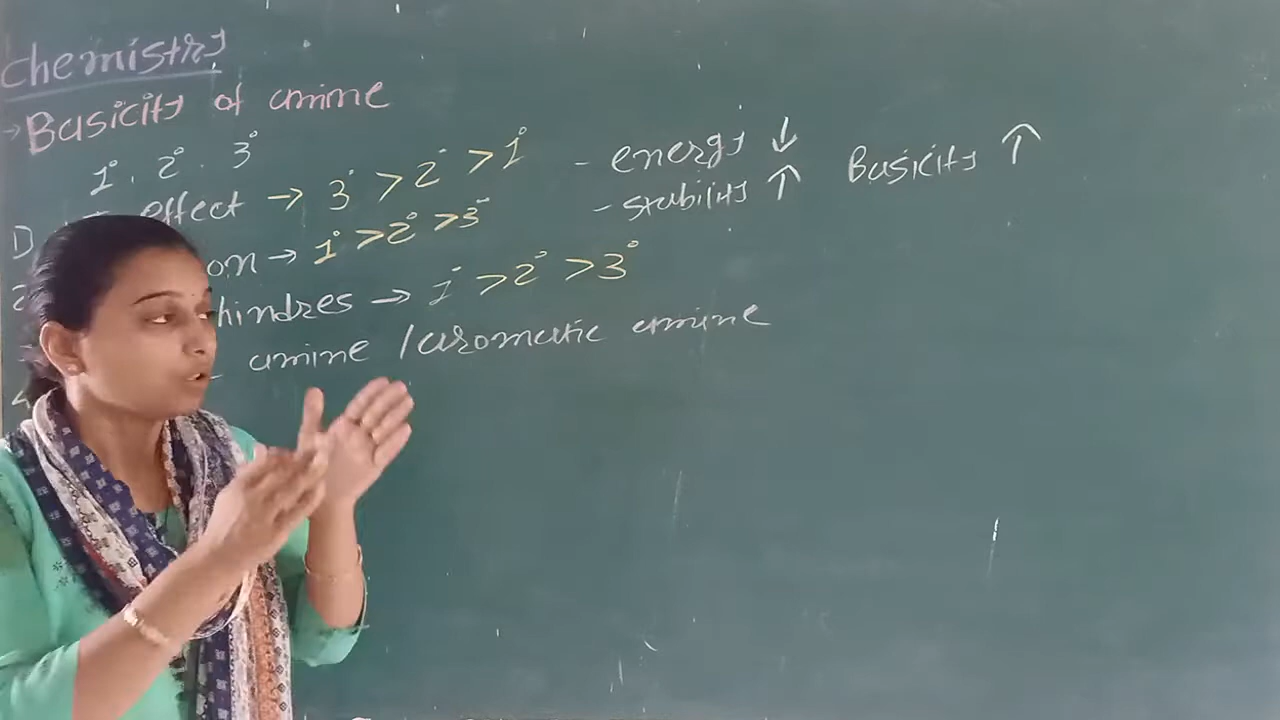 Chemistry
→ Basicity of amine
1°, 2°. 3°
D effect → 3° > 2° > 1°
on → 1° > 2° > 3°
hindres → 1° > 2° > 3°
amine / aromatic amine
- energy ↓
- stability ↑ Basicity ↑